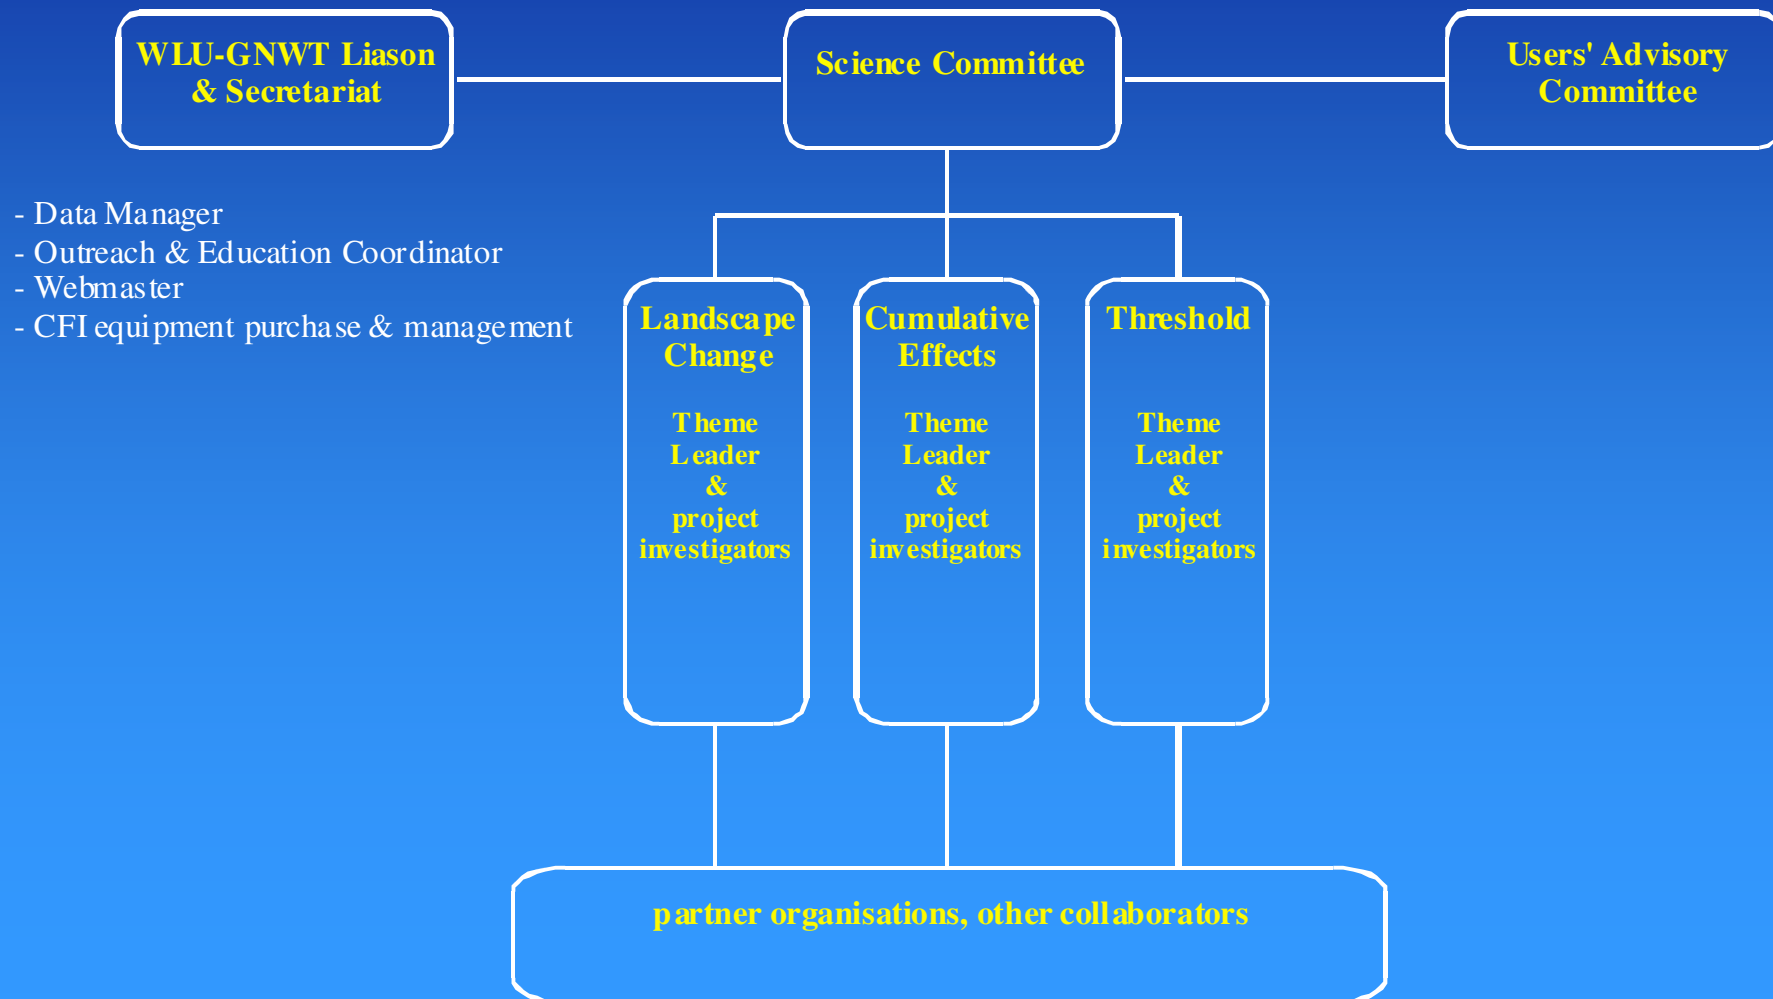 WLU-GNWT Liason
& Secretariat
Science Committee
Users' Advisory
Committee
- Data Manager
- Outreach & Education Coordinator
- Webmaster
- CFI equipment purchase & management
Landscape
Change
Theme
Leader
&
project
investigators
Cumulative
Effects
Theme
Leader
&
project
investigators
Threshold
Theme
Leader
&
project
investigators
partner organisations, other collaborators